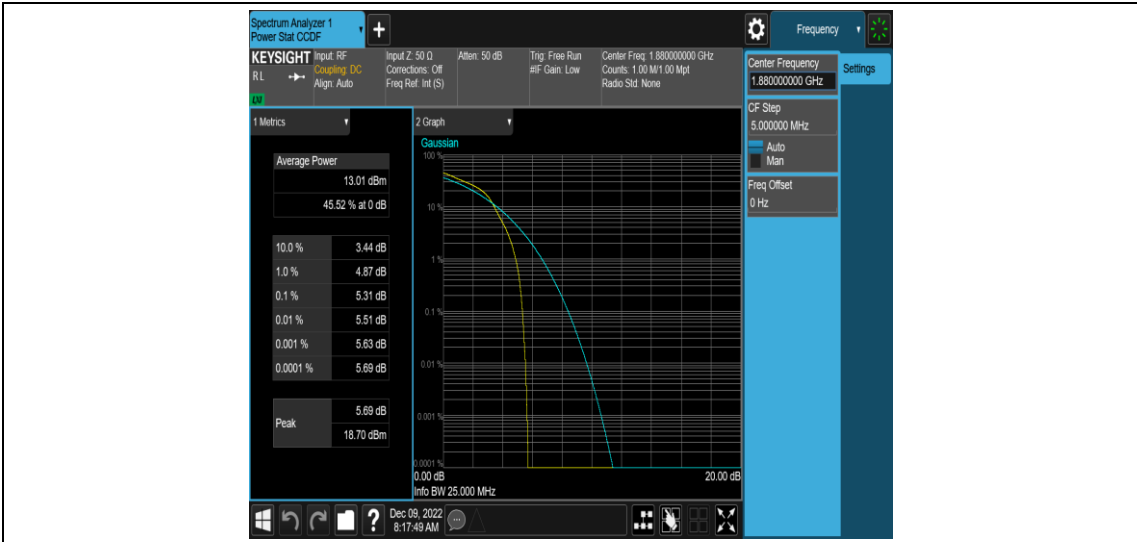 Spectrum Analyzer 1
Power Stat CCDF
+
Frequency
KEYSIGHT
RL
LNI
Input: RF
Coupling: DC
Align: Auto
Input Z: 50 Ω
Corrections: Off
Freq Ref: Int (S)
Atten: 50 dB
Trig: Free Run
#IF Gain: Low
Center Freq: 1.880000000 GHz
Counts: 1.00 M/1.00 Mpt
Radio Std: None
Center Frequency
1.880000000 GHz
Settings
CF Step
5.000000 MHz
Auto
Man
Freq Offset
0 Hz
1 Metrics
Average Power
13.01 dBm
45.52 % at 0 dB
10.0 % 3.44 dB
1.0 % 4.87 dB
0.1 % 5.31 dB
0.01 % 5.51 dB
0.001 % 5.63 dB
0.0001 % 5.69 dB
Peak
5.69 dB
18.70 dBm
2 Graph
Gaussian
100 %
10 %
1 %
0.1 %
0.01 %
0.001 %
0.0001 %
0.00 dB 20.00 dB
Info BW 25.000 MHz
?
Dec 09, 2022
8:17:49 AM